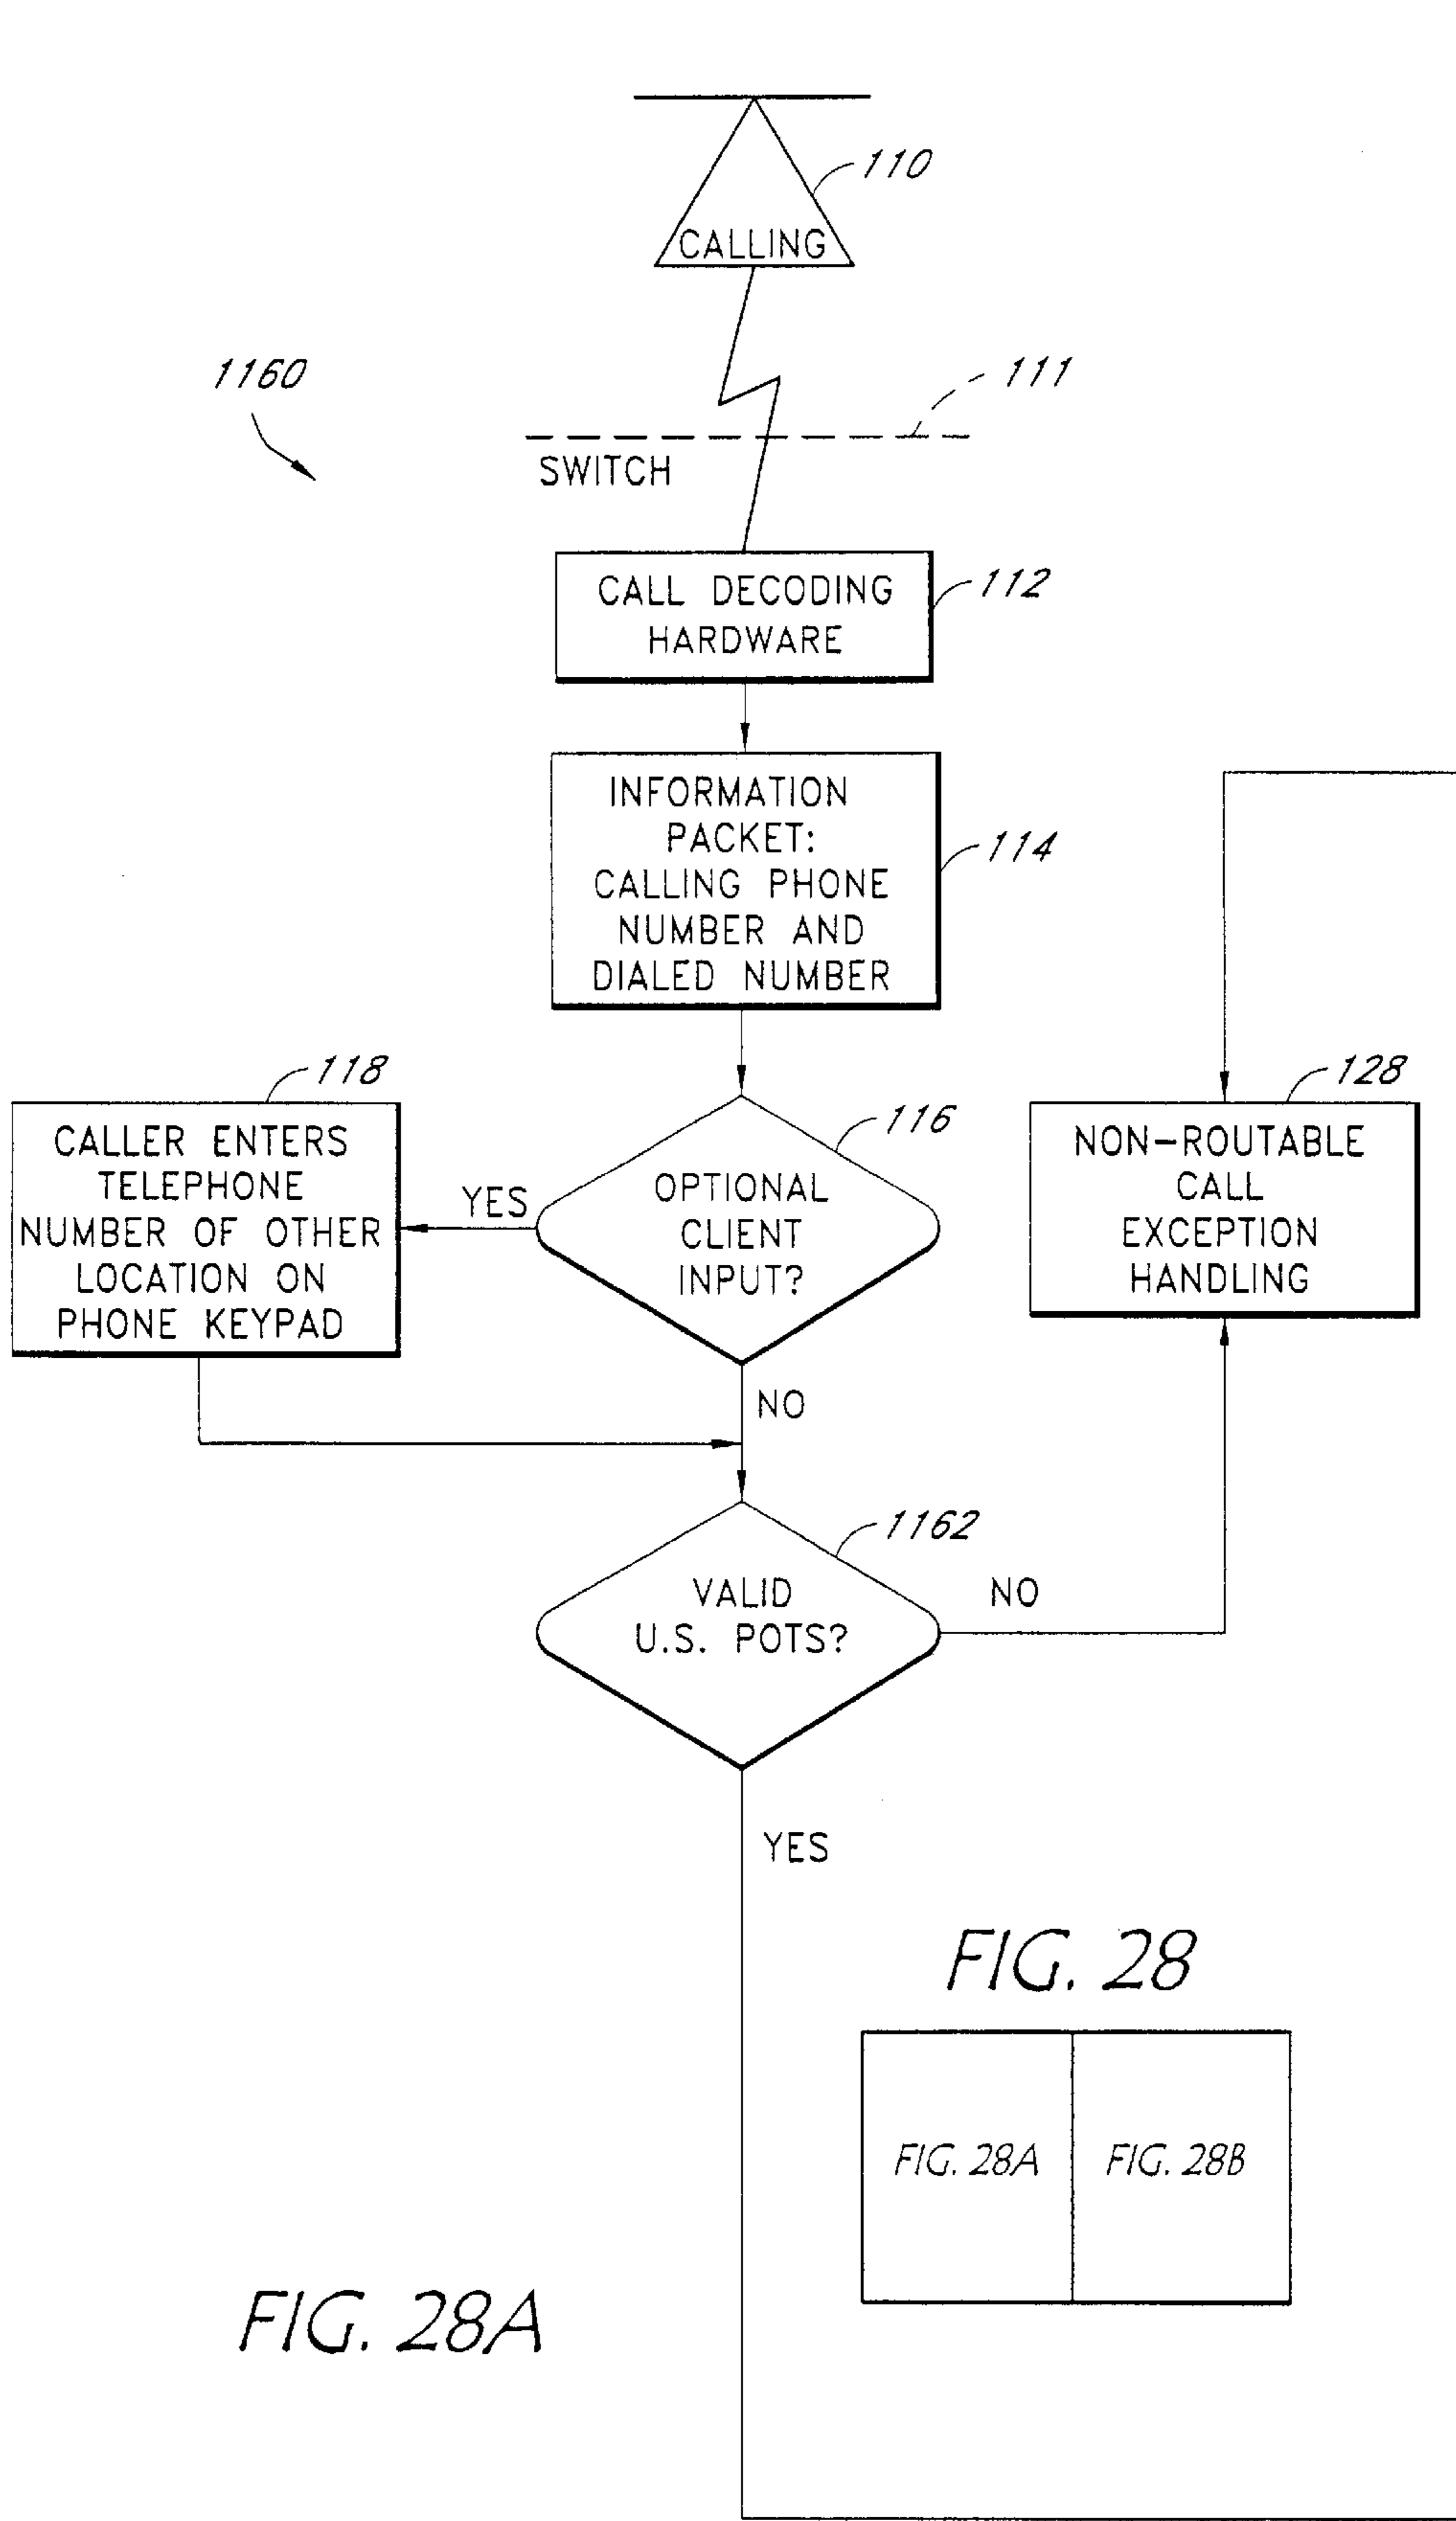 110
CALLING
1160
111
SWITCH
CALL DECODING
HARDWARE
112
INFORMATION
PACKET:
CALLING PHONE
NUMBER AND
DIALED NUMBER
114
118
CALLER ENTERS
TELEPHONE
NUMBER OF OTHER
LOCATION ON
PHONE KEYPAD
YES
116
OPTIONAL
CLIENT
INPUT?
128
NON-ROUTABLE
CALL
EXCEPTION
HANDLING
NO
1162
VALID
U.S. POTS?
NO
YES
FIG. 28
FIG. 28A
FIG. 28B
FIG. 28A